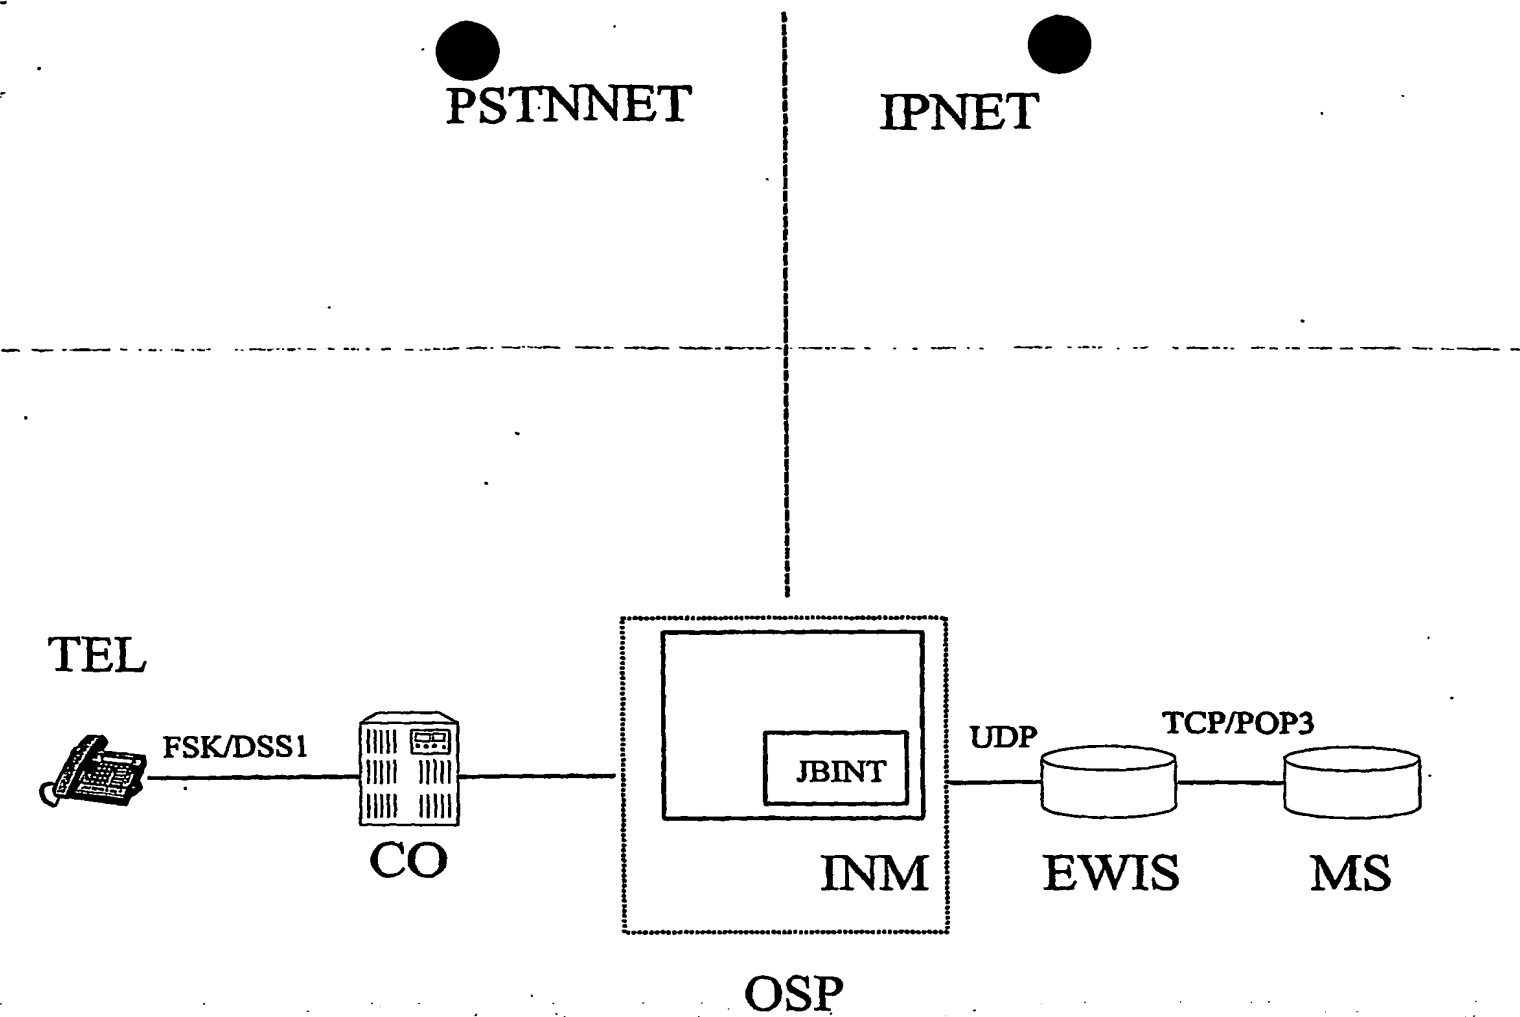 PSTNNET
IPNET
TEL
FSK/DSS1
CO
JBINT
INM
UDP
EWIS
TCP/POP3
MS
OSP